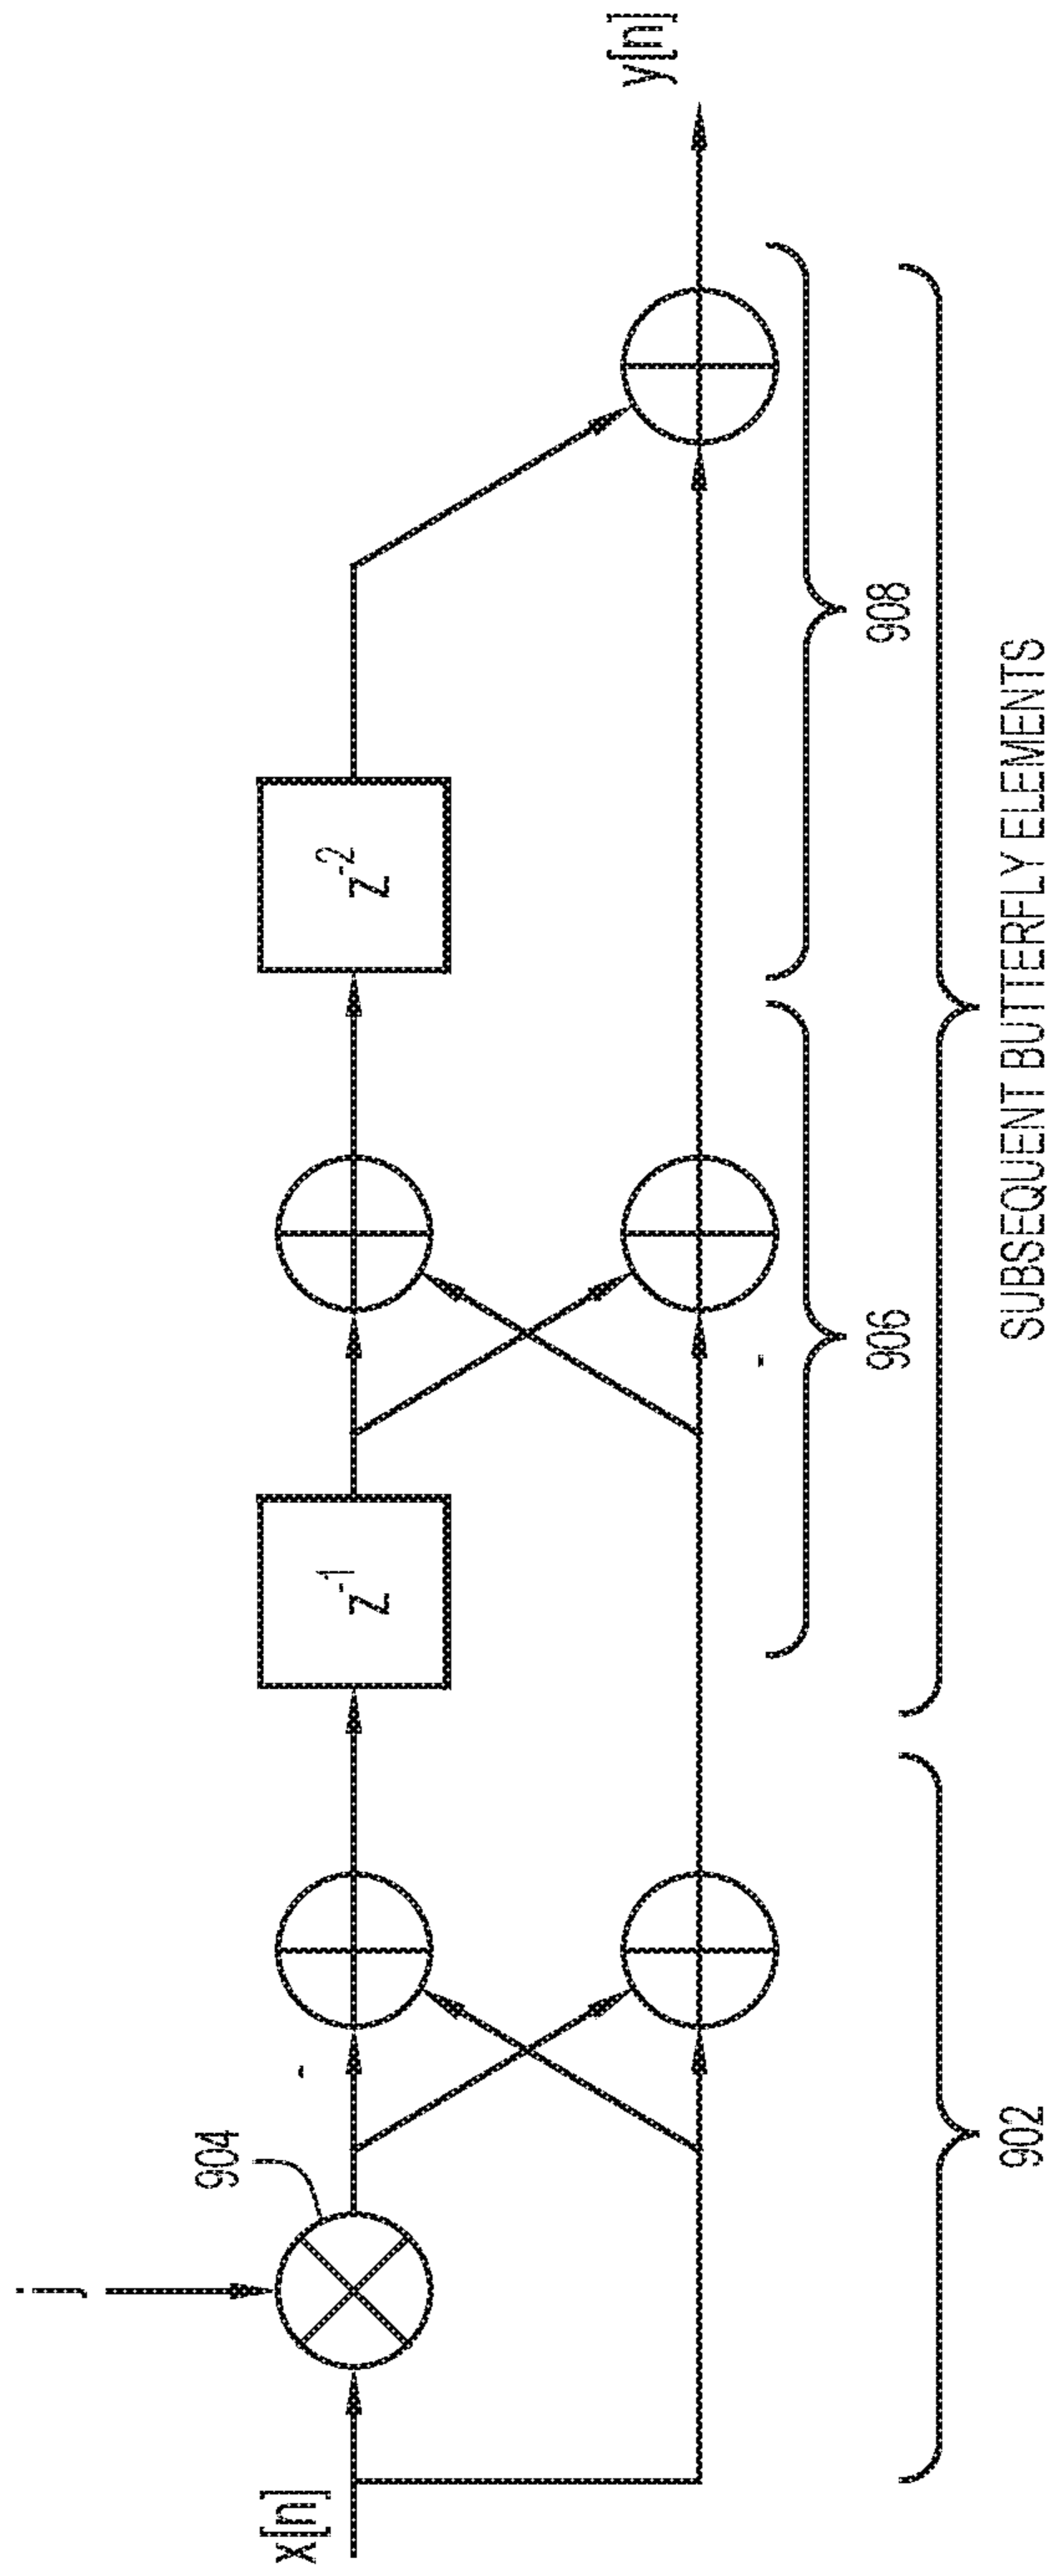 x[n]
j
904
-
z^-1
-
z^-2
y[n]
902
906
908
SUBSEQUENT BUTTERFLY ELEMENTS